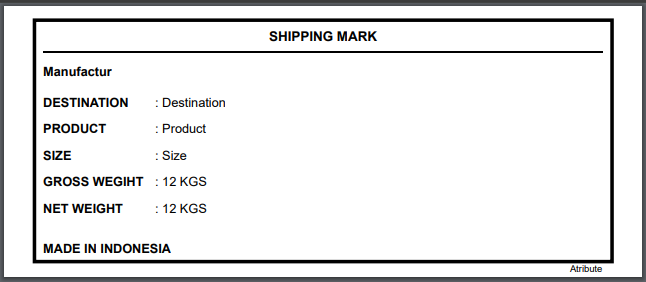 SHIPPING MARK
Manufactur
DESTINATION : Destination
PRODUCT : Product
SIZE : Size
GROSS WEGIHT : 12 KGS
NET WEIGHT : 12 KGS
MADE IN INDONESIA
Atribute